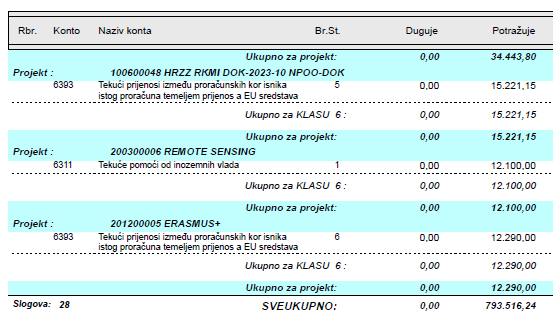 Rbr. Konto Naziv konta Br.St. Duguje Potražuje
Ukupno za projekt: 0,00 34.443,80
Projekt : 100600048 HRZZ RKMI DOK-2023-10 NPOO-DOK
6393 Tekući prijenosi između proračunskih kor isnika 5 0,00 15.221,15
istog proračuna temeljem prijenos a EU sredstava
Ukupno za KLASU 6 : 0,00 15.221,15
Ukupno za projekt: 0,00 15.221,15
Projekt : 200300006 REMOTE SENSING
6311 Tekuće pomoći od inozemnih vlada 1 0,00 12.100,00
Ukupno za KLASU 6 : 0,00 12.100,00
Ukupno za projekt: 0,00 12.100,00
Projekt : 201200005 ERASMUS+
6393 Tekući prijenosi između proračunskih kor isnika 6 0,00 12.290,00
istog proračuna temeljem prijenos a EU sredstava
Ukupno za KLASU 6 : 0,00 12.290,00
Ukupno za projekt: 0,00 12.290,00
Slogova: 28 SVEUKUPNO: 0,00 793.516,24